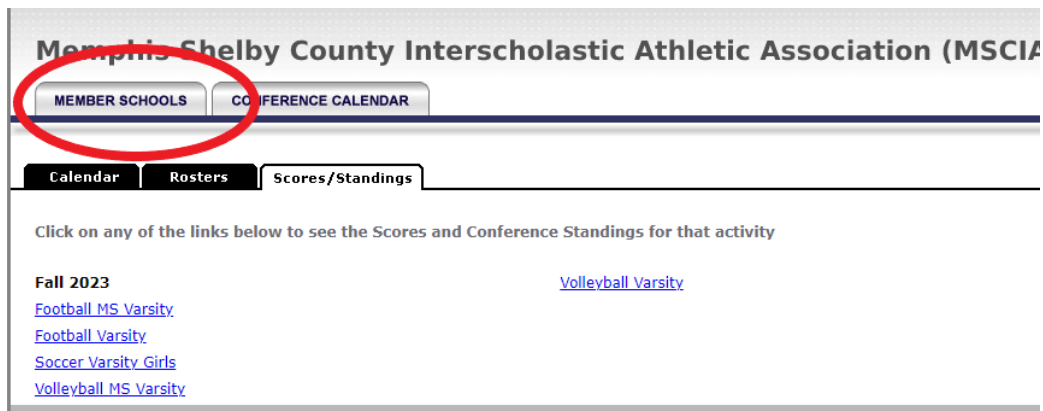 Memphis Shelby County Interscholastic Athletic Association (MSCIA
MEMBER SCHOOLS CONFERENCE CALENDAR
Calendar Rosters Scores/Standings
Click on any of the links below to see the Scores and Conference Standings for that activity
Fall 2023 Volleyball Varsity
Football MS Varsity
Football Varsity
Soccer Varsity Girls
Volleyball MS Varsity